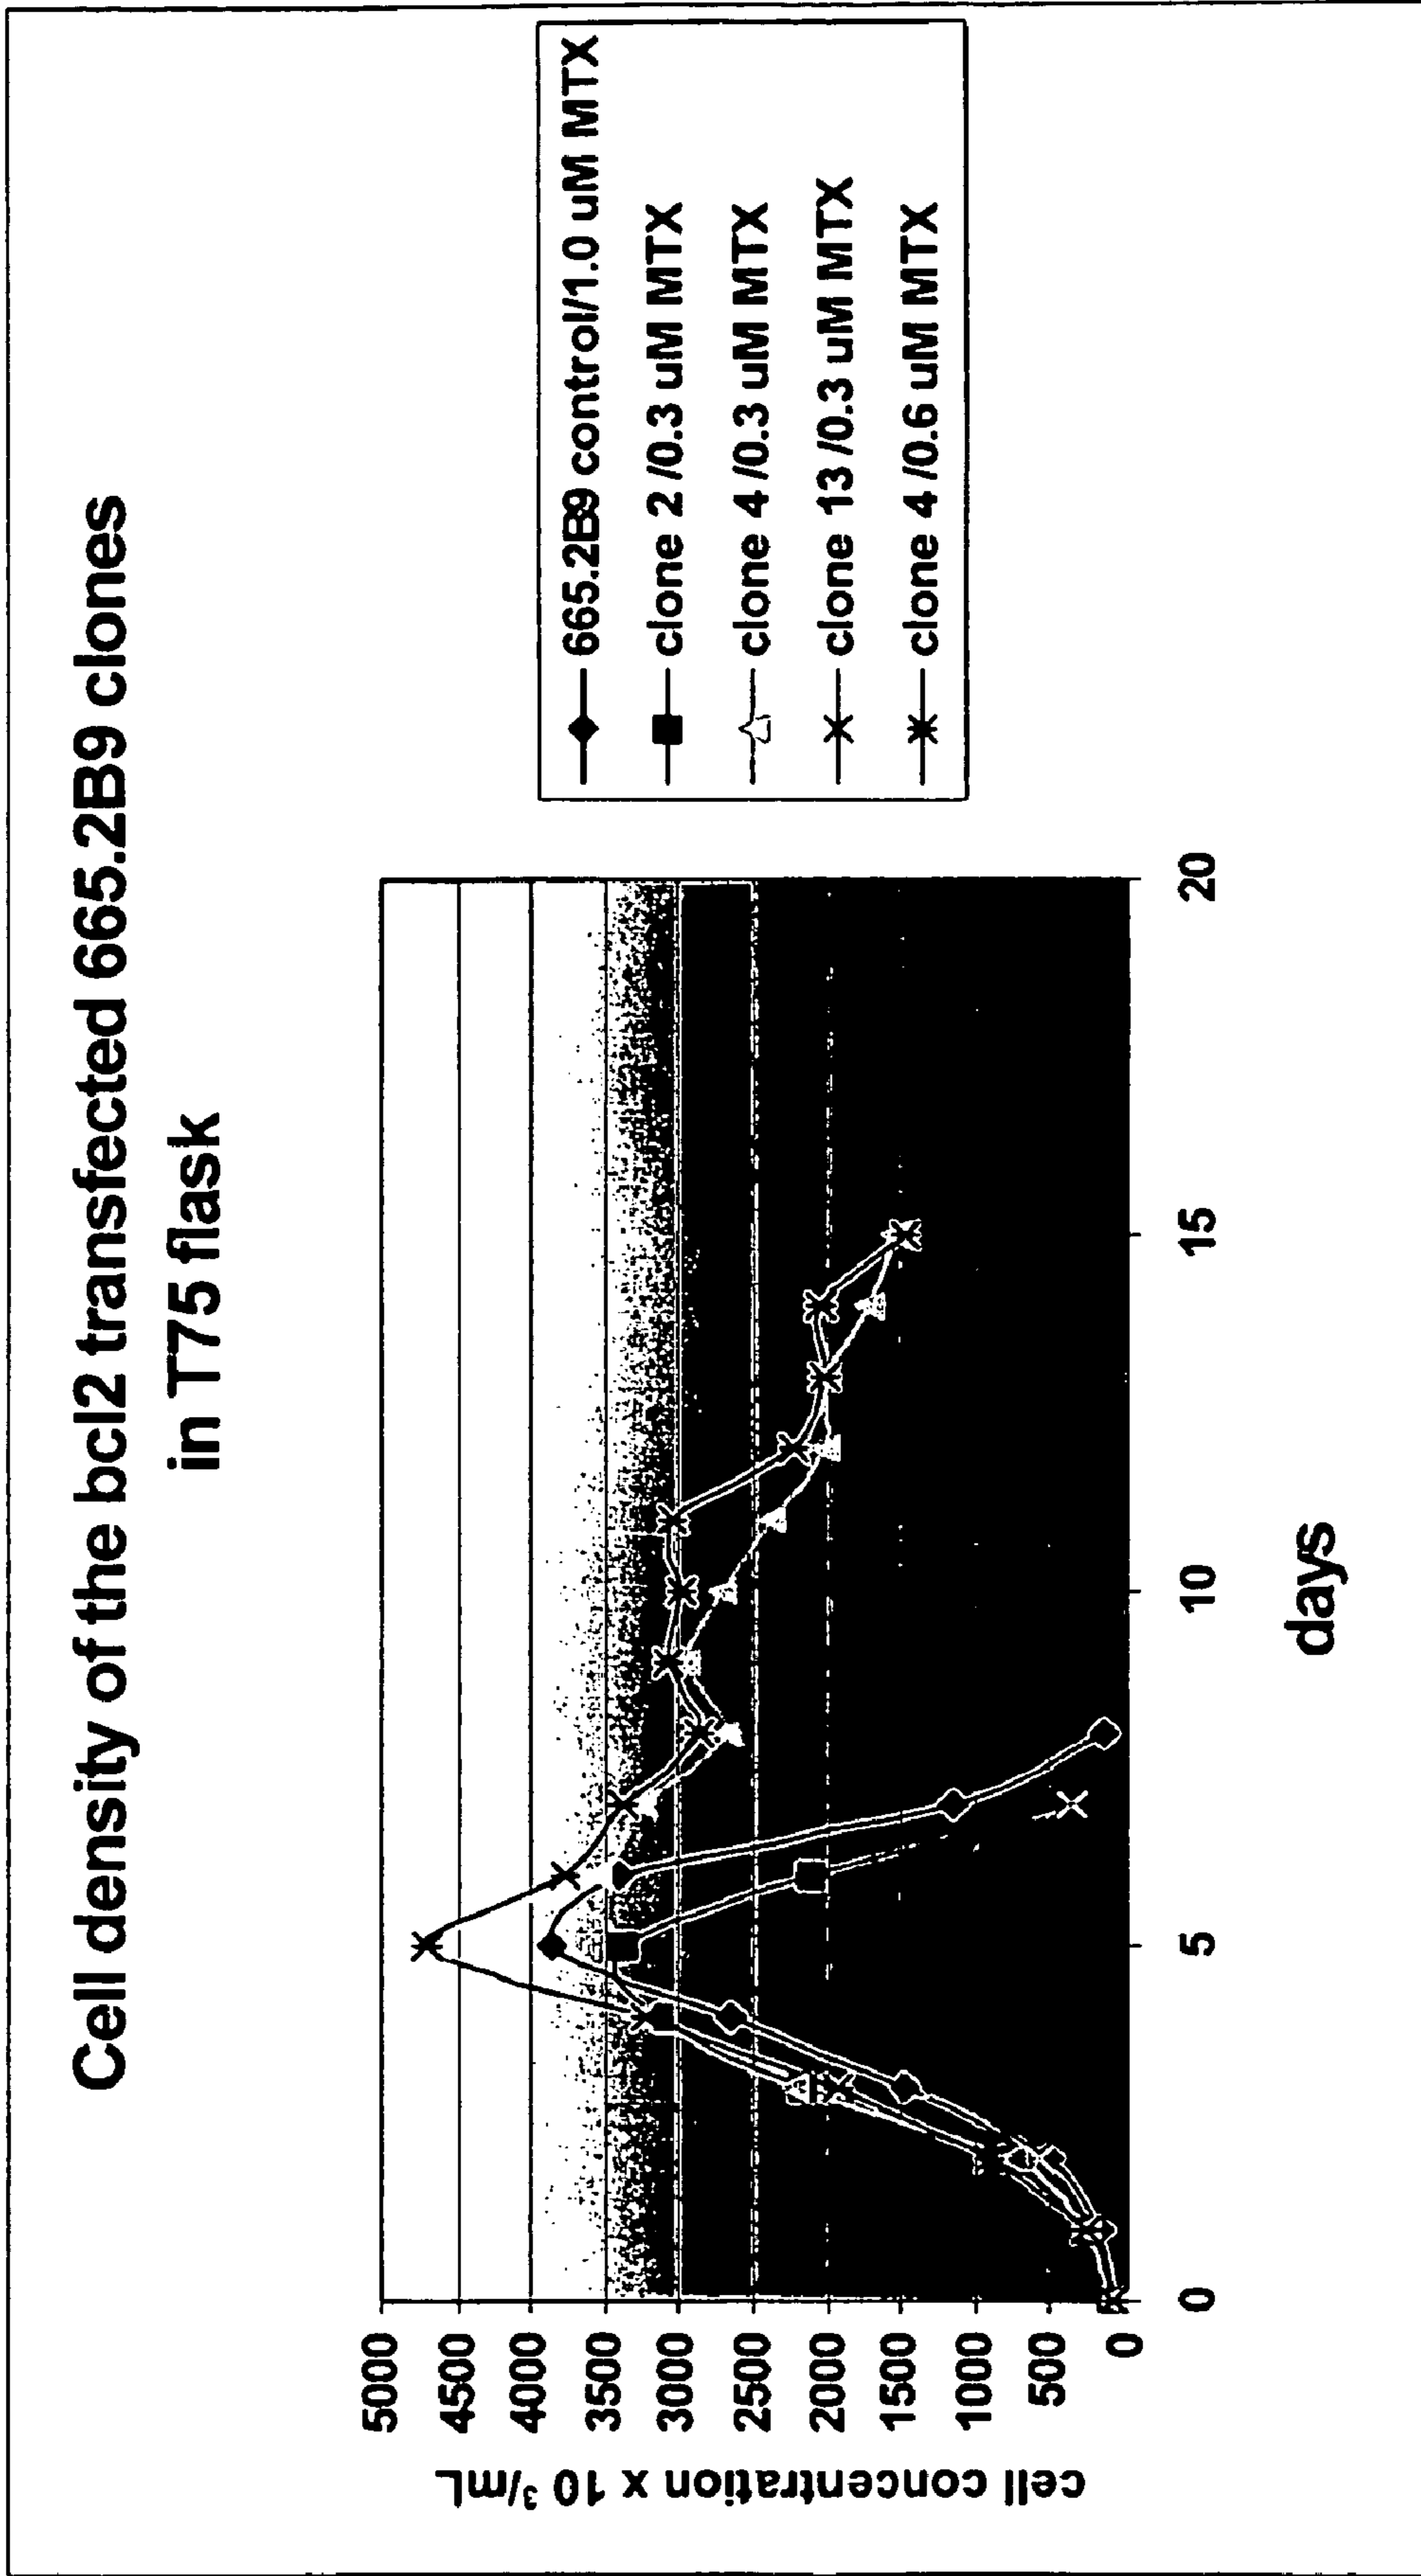 Cell density of the bcl2 transfected 665.2B9 clones
in T75 flask
cell concentration x 10³/mL
5000
4500
4000
3500
3000
2500
2000
1500
1000
500
0
0
5
10
15
20
days
665.2B9 control/1.0 uM MTX
clone 2 /0.3 uM MTX
clone 4 /0.3 uM MTX
clone 13 /0.3 uM MTX
clone 4 /0.6 uM MTX